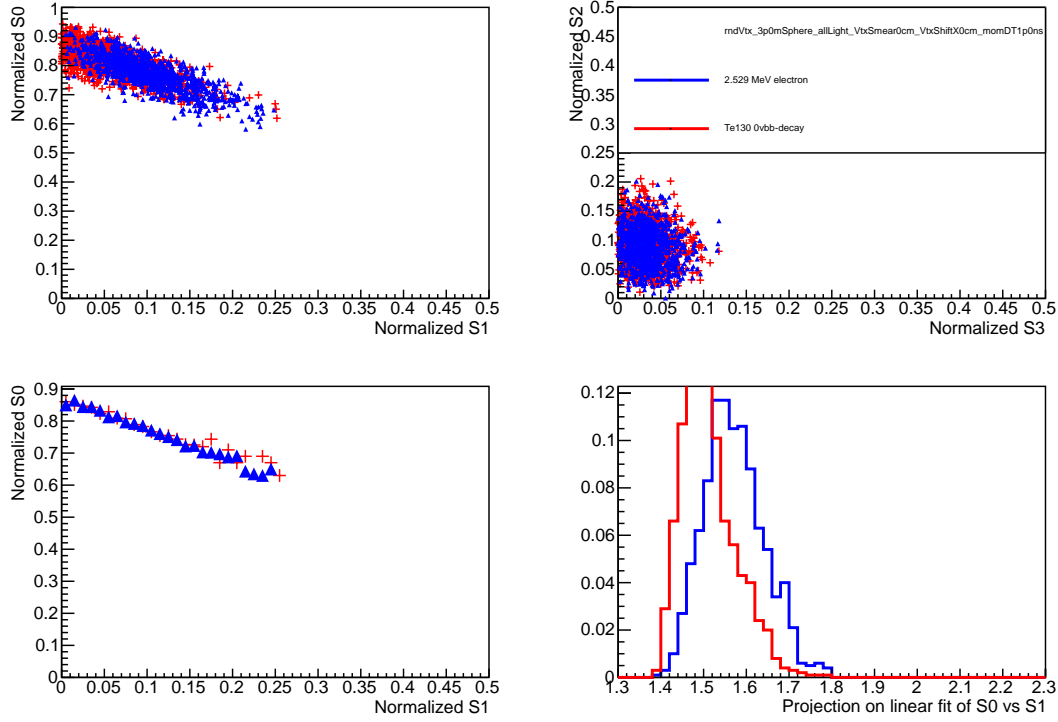 Normalized S0
1
0.9
0.8
0.7
0.6
0.5
0.4
0.3
0.2
0.1
0
0 0.05 0.1 0.15 0.2 0.25 0.3 0.35 0.4 0.45 0.5
Normalized S1
Normalized S2
0.5
0.45
0.4
0.35
0.3
0.25
0.2
0.15
0.1
0.05
0
rndVtx_3p0mSphere_allLight_VtxSmear0cm_VtxShiftX0cm_momDT1p0ns
2.529 MeV electron
Te130 0vbb-decay
0 0.05 0.1 0.15 0.2 0.25 0.3 0.35 0.4 0.45 0.5
Normalized S3
Normalized S0
0.9
0.8
0.7
0.6
0.5
0.4
0.3
0.2
0.1
0
0 0.05 0.1 0.15 0.2 0.25 0.3 0.35 0.4 0.45 0.5
Normalized S1
0.12
0.1
0.08
0.06
0.04
0.02
0
1.3 1.4 1.5 1.6 1.7 1.8 1.9 2 2.1 2.2 2.3
Projection on linear fit of S0 vs S1